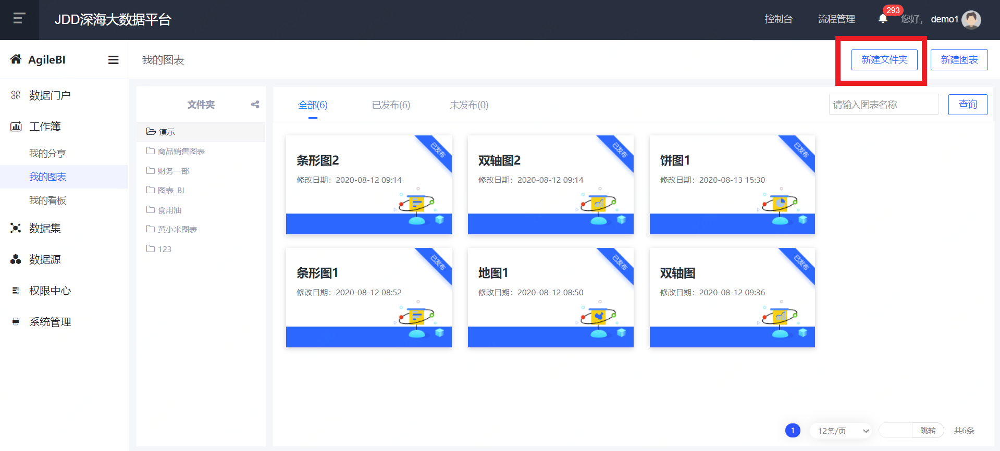 JDD深海大数据平台
控制台
流程管理
293
您好,
demo1
AgileBI
我的图表
新建文件夹
新建图表
数据门户
工作簿
我的分享
我的图表
我的看板
数据集
数据源
权限中心
系统管理
文件夹
演示
商品销售图表
财务一部
图表_BI
食用油
黄小米图表
123
全部(6)
已发布(6)
未发布(0)
请输入图表名称
查询
已发布
条形图2
修改日期：2020-08-12 09:14
已发布
双轴图2
修改日期：2020-08-12 09:14
已发布
饼图1
修改日期：2020-08-13 15:30
已发布
条形图1
修改日期：2020-08-12 08:52
已发布
地图1
修改日期：2020-08-12 08:50
已发布
双轴图
修改日期：2020-08-12 09:36
1
12条/页
跳转
共6条